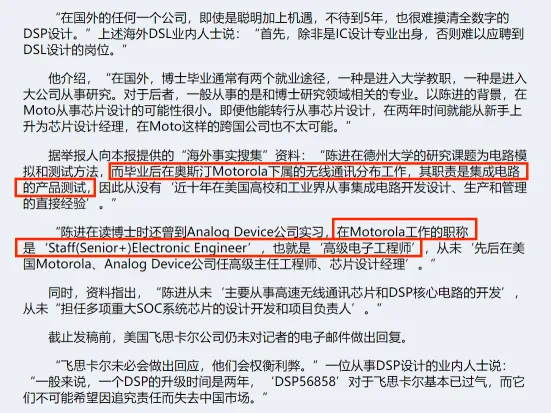 “在国外的任何一个公司，即使是聪明加上机遇，不待到5年，也很难摸清全数字的
DSP设计。”上述海外DSL业内人士说：“首先，除非是IC设计专业出身，否则难以应聘到
DSL设计的岗位。”
他介绍，“在国外，博士毕业通常有两个就业途径，一种是进入大学教职，一种是进入
大公司从事研究。对于后者，一般从事的是和博士研究领域相关的专业。以陈进的背景，在
Moto从事芯片设计的可能性很小。即便他能转行从事芯片设计，在两年时间就能从新手上
升为芯片设计经理，在Moto这样的跨国公司也不太可能。”
据举报人向本报提供的“海外事实搜集”资料：“陈进在德州大学的研究课题为电路模
拟和测试方法，而毕业后在奥斯汀Motorola下属的无线通讯分布工作，其职责是集成电路
的产品测试，因此从没有‘近十年在美国高校和工业界从事集成电路开发设计、生产和管理
的直接经验’。”
“陈进在读博士时还曾到Analog Device公司实习，在Motorola工作的职称
是‘Staff(Senior+)Electronic Engineer’，也就是‘高级电子工程师’，从未‘先后在美
国Motorola、Analog Device公司任高级主任工程师、芯片设计经理’。”
同时，资料指出，“陈进从未‘主要从事高速无线通讯芯片和DSP核心电路的开发’，
从未“担任多项重大SOC系统芯片的设计开发和项目负责人’。”
截止发稿前，美国飞思卡尔公司仍未对记者的电子邮件做出回复。
“飞思卡尔未必会做出回应，他们会权衡利弊。”一位从事DSP设计的业内人士说：
“一般来说，一个DSP的升级时间是两年，‘DSP56858’对于飞思卡尔基本已过气，而它
们不可能希望因追究责任而失去中国市场。”